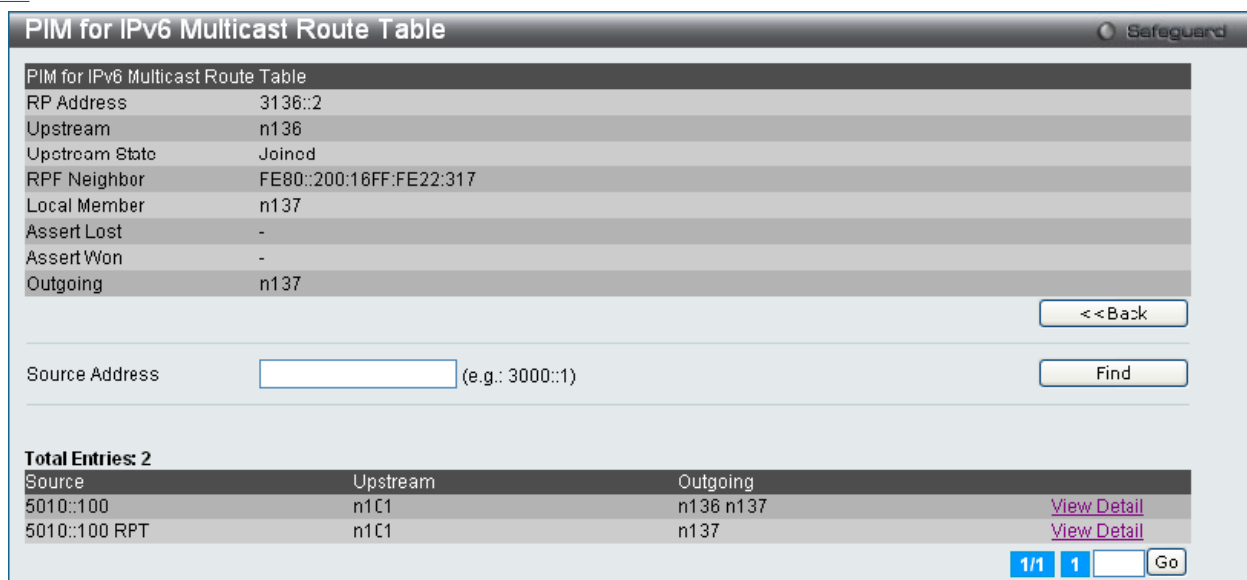 PIM for IPv6 Multicast Route Table
Safeguard
PIM for IPv6 Multicast Route Table
RP Address 3136::2
Upstream n136
Upstream State Joined
RPF Neighbor FE80::200:16FF:FE22:317
Local Member n137
Assert Lost -
Assert Won -
Outgoing n137
<<Back
Source Address (e.g.: 3000::1) Find
Total Entries: 2
Source Upstream Outgoing
5010::100 n101 n136 n137 View Detail
5010::100 RPT n101 n137 View Detail
1/1 1 Go